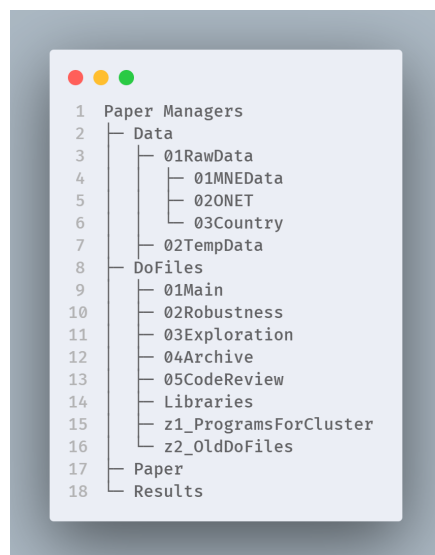 1 Paper Managers
2 ├─ Data
3 │  ├─ 01RawData
4 │  │  ├─ 01MNEData
5 │  │  ├─ 02ONET
6 │  │  └─ 03Country
7 │  ├─ 02TempData
8 ├─ DoFiles
9 │  ├─ 01Main
10 │  ├─ 02Robustness
11 │  ├─ 03Exploration
12 │  ├─ 04Archive
13 │  ├─ 05CodeReview
14 │  ├─ Libraries
15 │  ├─ z1_ProgramsForCluster
16 │  └─ z2_OldDoFiles
17 ├─ Paper
18 └─ Results